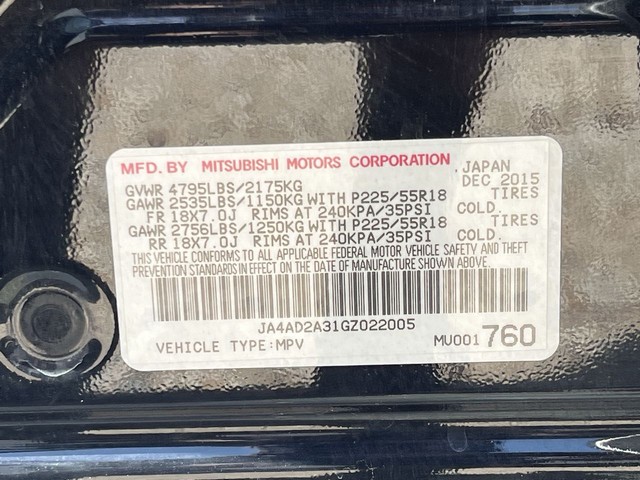 MFD. BY MITSUBISHI MOTORS CORPORATION .JAPAN
GVWR 4795LBS/2175KG DEC 2015
GAWR 2535LBS/1150KG WITH P225/55R18 TIRES
FR 18X7.0J RIMS AT 240KPA/35PSI COLD.
GAWR 2756LBS/1250KG WITH P225/55R18 TIRES
RR 18X7.0J RIMS AT 240KPA/35PSI COLD.
THIS VEHICLE CONFORMS TO ALL APPLICABLE FEDERAL MOTOR VEHICLE SAFETY AND THEFT
PREVENTION STANDARDS IN EFFECT ON THE DATE OF MANUFACTURE SHOWN ABOVE.
JA4AD2A31GZ022005
VEHICLE TYPE:MPV MU001760